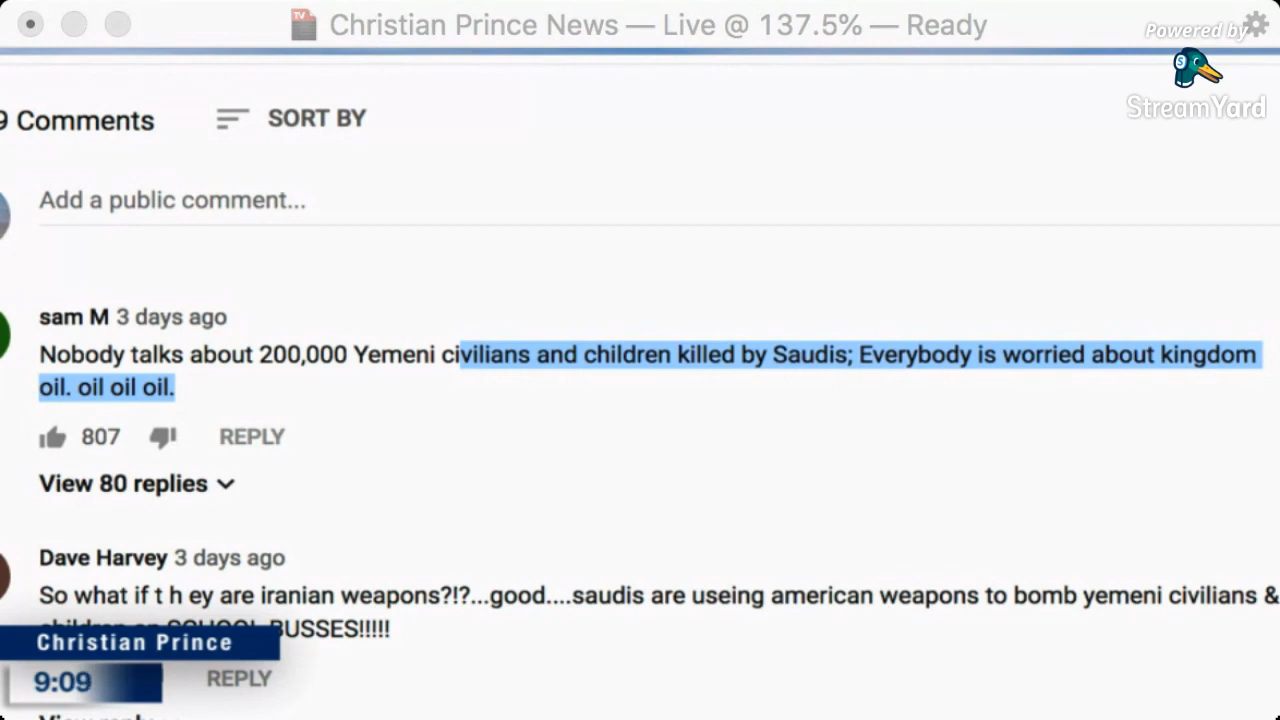 Christian Prince News — Live @ 137.5% — Ready
Powered by
StreamYard
9 Comments
SORT BY
Add a public comment...
sam M 3 days ago
Nobody talks about 200,000 Yemeni civilians and children killed by Saudis; Everybody is worried about kingdom
oil. oil oil oil.
807
REPLY
View 80 replies
Dave Harvey 3 days ago
So what if t h ey are iranian weapons?!?...good....saudis are useing american weapons to bomb yemeni civilians &
BUSSES!!!!!
Christian Prince
9:09
REPLY